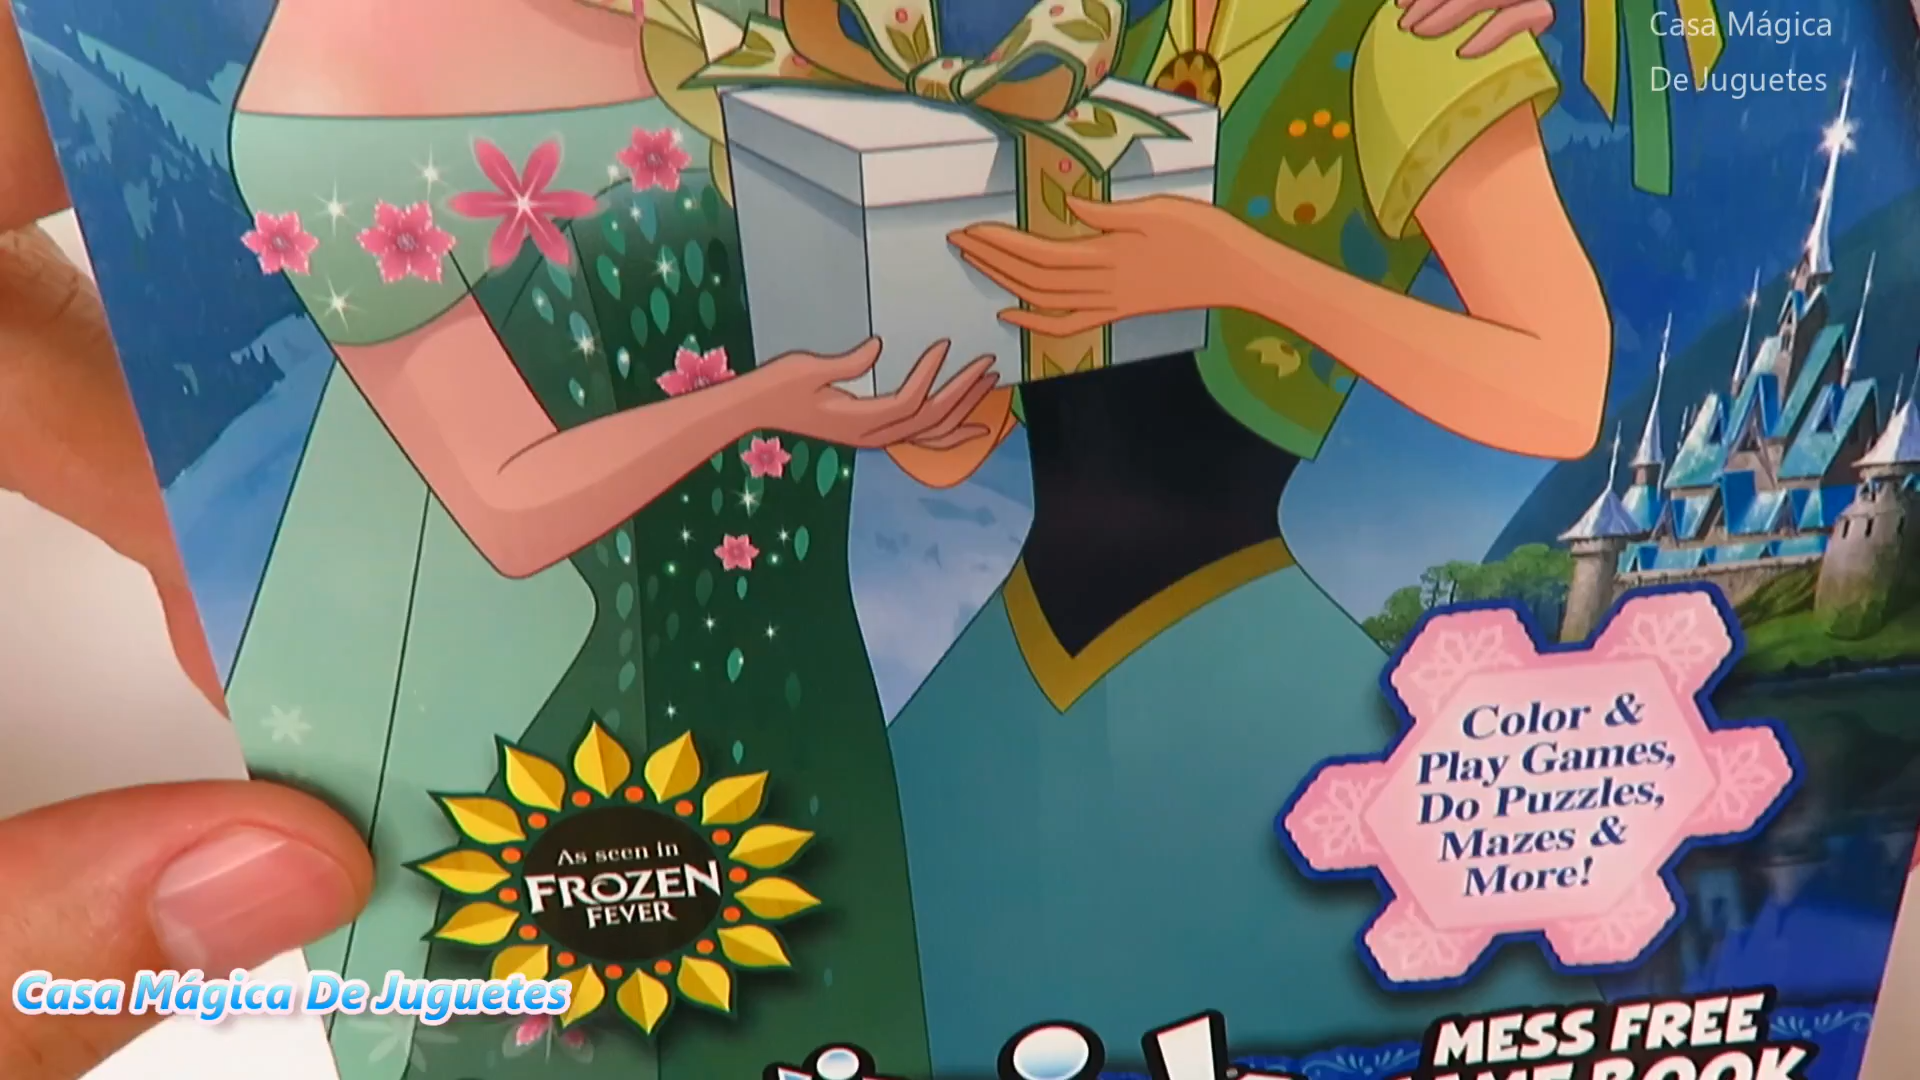 Casa Mágica
De Juguetes
Color &
Play Games,
Do Puzzles,
Mazes &
More!
As seen in
FROZEN
FEVER
Casa Mágica De Juguetes
MESS FREE